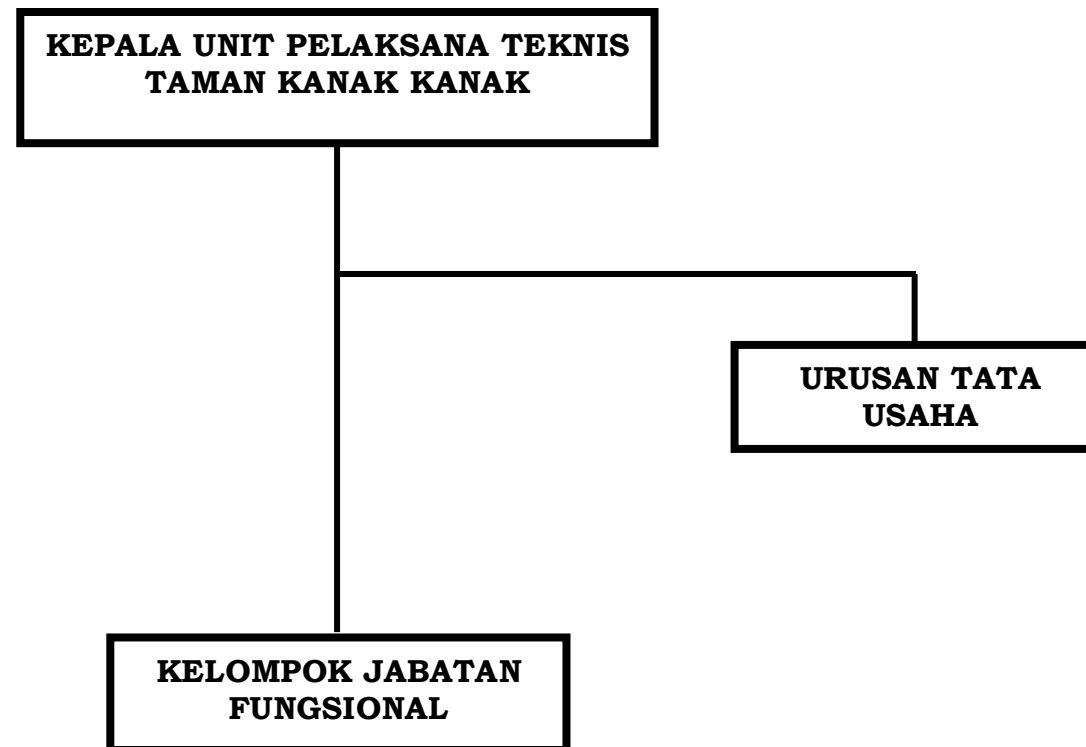 KEPALA UNIT PELAKSANA TEKNIS
TAMAN KANAK KANAK
URUSAN TATA
USAHA
KELOMPOK JABATAN
FUNGSIONAL